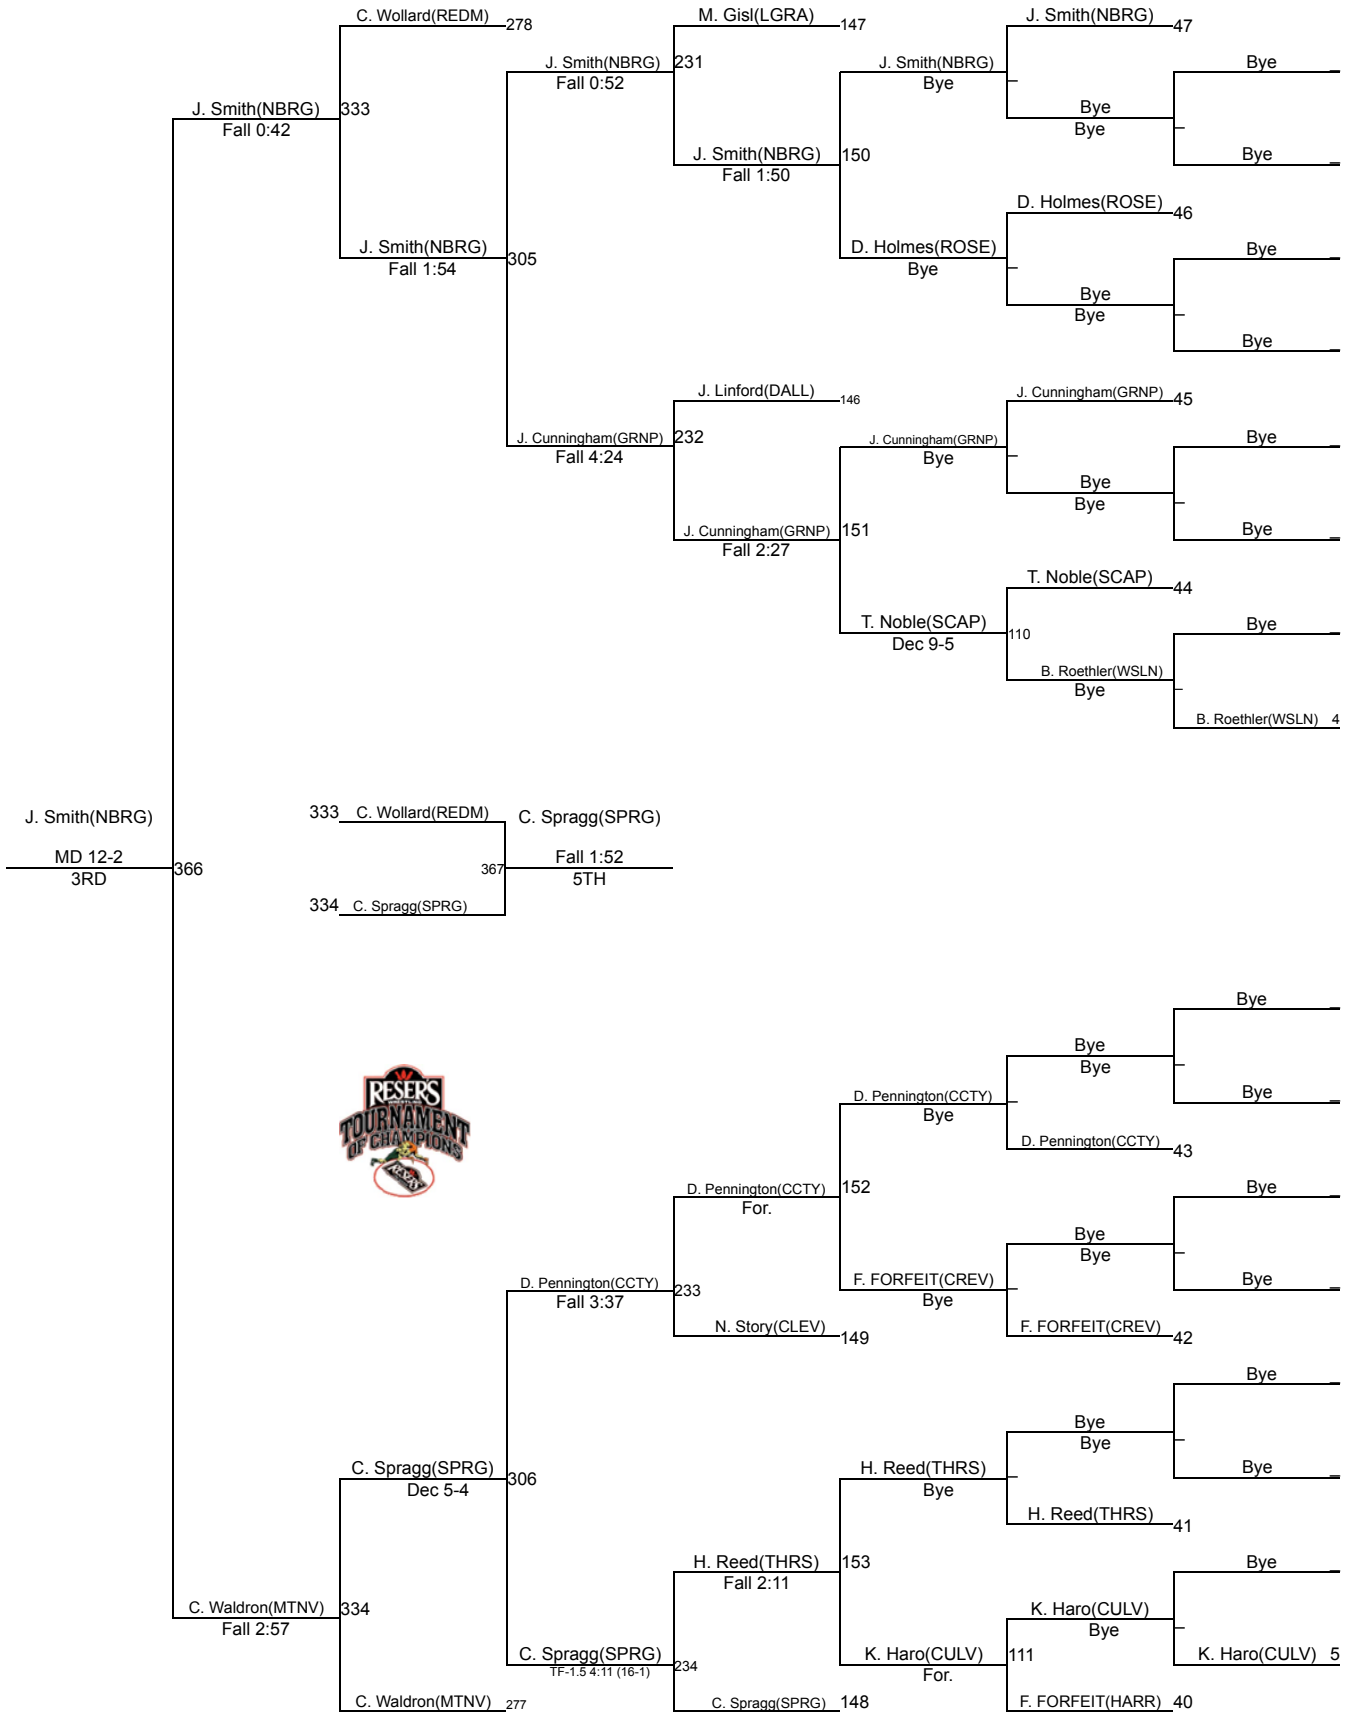 C. Wollard(REDM) 278
M. Gisl(LGRA) 147
J. Smith(NBRG) 47
J. Smith(NBRG) 231
Fall 0:52
J. Smith(NBRG)
Bye
Bye
J. Smith(NBRG) 333
Fall 0:42
Bye
Bye
J. Smith(NBRG) 150
Fall 1:50
Bye
D. Holmes(ROSE) 46
J. Smith(NBRG) 305
Fall 1:54
D. Holmes(ROSE)
Bye
Bye
Bye
Bye
Bye
J. Linford(DALL) 146
J. Cunningham(GRNP) 45
J. Cunningham(GRNP) 232
Fall 4:24
J. Cunningham(GRNP)
Bye
Bye
Bye
Bye
J. Cunningham(GRNP) 151
Fall 2:27
Bye
T. Noble(SCAP) 44
T. Noble(SCAP) 110
Dec 9-5
Bye
B. Roethler(WSLN)
Bye
B. Roethler(WSLN) 4
J. Smith(NBRG)
MD 12-2 366
3RD
333 C. Wollard(REDM)
C. Spragg(SPRG)
367 Fall 1:52
5TH
334 C. Spragg(SPRG)
Bye
Bye
Bye
RESER'S
WRESTLING
TOURNAMENT
OF CHAMPIONS
RESER'S
D. Pennington(CCTY)
Bye
Bye
D. Pennington(CCTY) 43
D. Pennington(CCTY) 152
For.
Bye
Bye
Bye
D. Pennington(CCTY) 233
Fall 3:37
F. FORFEIT(CREV)
Bye
Bye
N. Story(CLEV) 149
F. FORFEIT(CREV) 42
Bye
Bye
Bye
C. Spragg(SPRG) 306
Dec 5-4
H. Reed(THRS)
Bye
Bye
H. Reed(THRS) 41
H. Reed(THRS) 153
Fall 2:11
Bye
C. Waldron(MTNV) 334
Fall 2:57
K. Haro(CULV)
Bye
C. Spragg(SPRG) 234
TF-1.5 4:11 (16-1)
K. Haro(CULV) 111
For.
K. Haro(CULV) 5
C. Waldron(MTNV) 277
C. Spragg(SPRG) 148
F. FORFEIT(HARR) 40